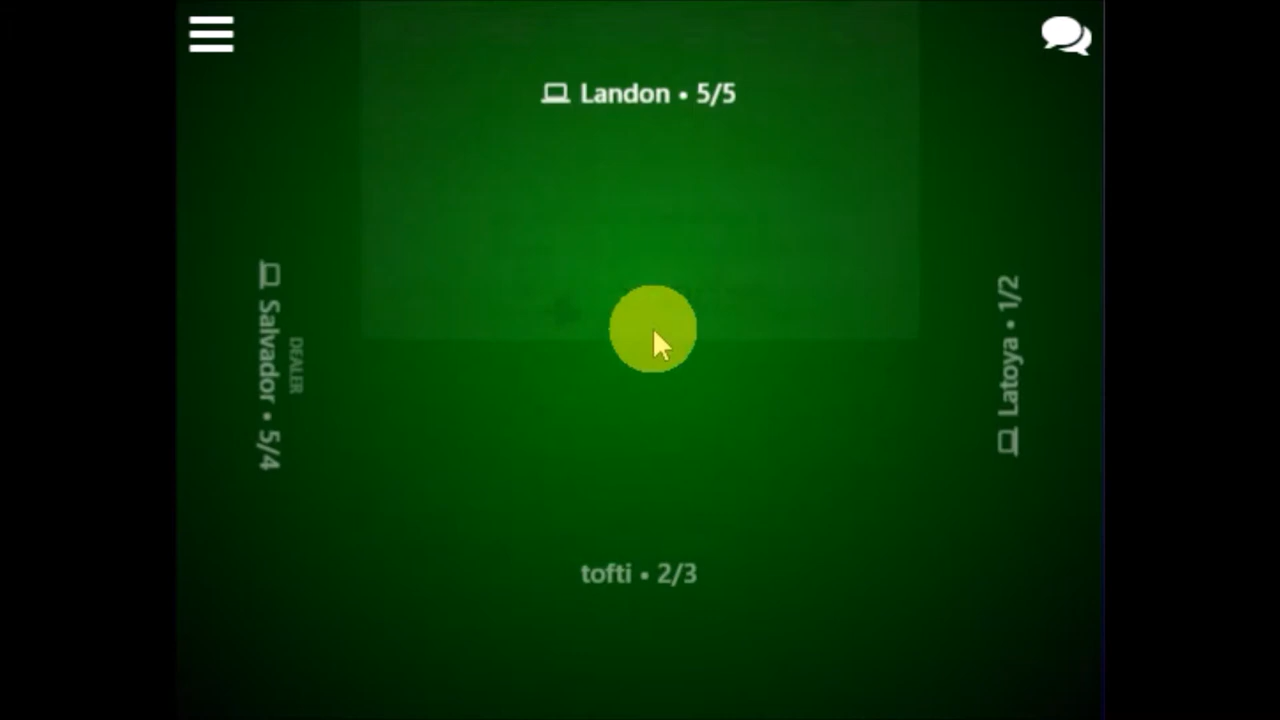 Landon • 5/5
Salvador • 5/4
DEALER
Latoya • 1/2
tofti • 2/3